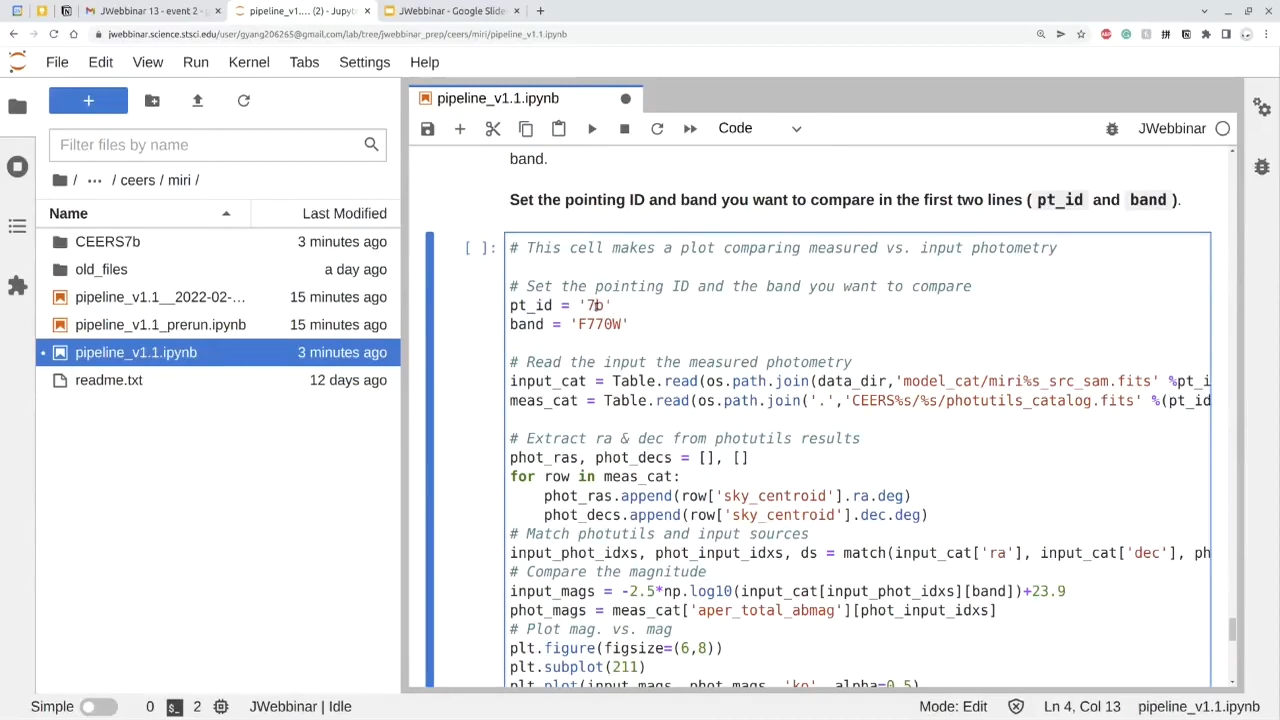 JWebbinar 13 - event 2 - g
pipeline_v1.1.... (2) - Jupyte
JWebbinar - Google Slide
jwebbinar.science.stsci.edu/user/gyang206265@gmail.com/lab/tree/jwebbinar_prep/ceers/miri/pipeline_v1.1.ipynb
File Edit View Run Kernel Tabs Settings Help
pipeline_v1.1.ipynb
Code
JWebbinar
Filter files by name
/ ... / ceers / miri /
Name Last Modified
CEERS7b 3 minutes ago
old_files a day ago
pipeline_v1.1__2022-02-... 15 minutes ago
pipeline_v1.1_prerun.ipynb 15 minutes ago
pipeline_v1.1.ipynb 3 minutes ago
readme.txt 12 days ago
band.
Set the pointing ID and band you want to compare in the first two lines ( pt_id and band ).
[ ]: # This cell makes a plot comparing measured vs. input photometry
# Set the pointing ID and the band you want to compare
pt_id = '7b'
band = 'F770W'
# Read the input the measured photometry
input_cat = Table.read(os.path.join(data_dir,'model_cat/miri%s_src_sam.fits' %pt_i
meas_cat = Table.read(os.path.join('.','CEERS%s/%s/photutils_catalog.fits' %(pt_id
# Extract ra & dec from photutils results
phot_ras, phot_decs = [], []
for row in meas_cat:
phot_ras.append(row['sky_centroid'].ra.deg)
phot_decs.append(row['sky_centroid'].dec.deg)
# Match photutils and input sources
input_phot_idxs, phot_input_idxs, ds = match(input_cat['ra'], input_cat['dec'], ph
# Compare the magnitude
input_mags = -2.5*np.log10(input_cat[input_phot_idxs][band])+23.9
phot_mags = meas_cat['aper_total_abmag'][phot_input_idxs]
# Plot mag. vs. mag
plt.figure(figsize=(6,8))
plt.subplot(211)
plt.plot(input_mags, phot_mags, 'ko', alpha=0.5)
Simple 0 $_ 2 JWebbinar | Idle Mode: Edit Ln 4, Col 13 pipeline_v1.1.ipynb